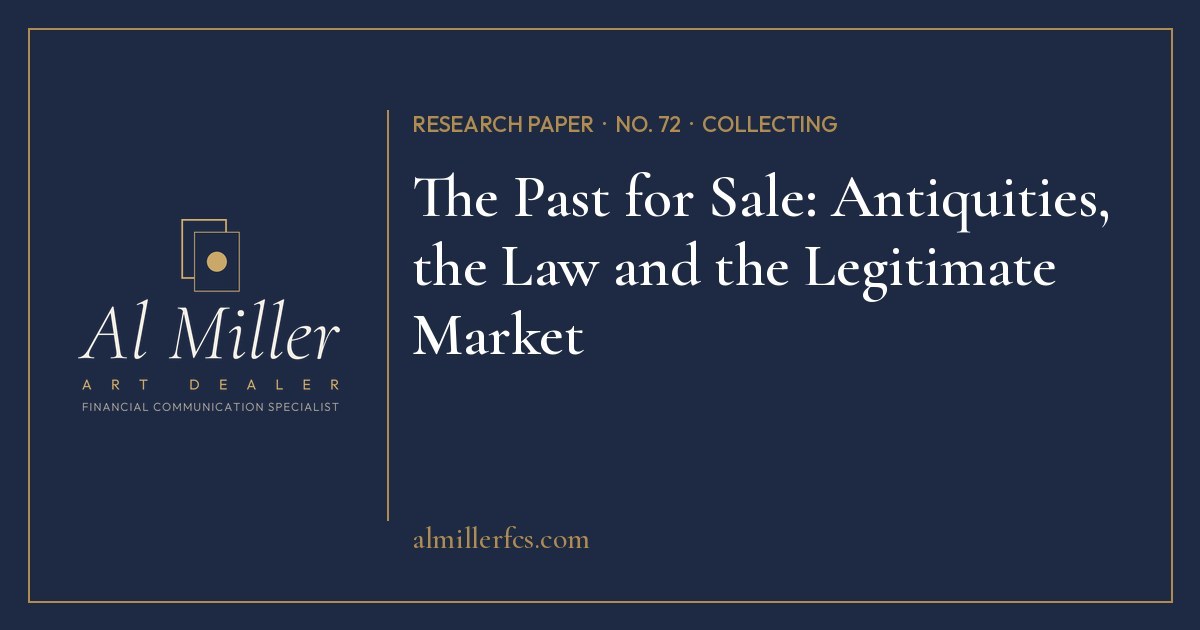 Al Miller
ART DEALER
FINANCIAL COMMUNICATION SPECIALIST
RESEARCH PAPER · NO. 72 · COLLECTING
The Past for Sale: Antiquities,
the Law and the Legitimate
Market
almillerfcs.com